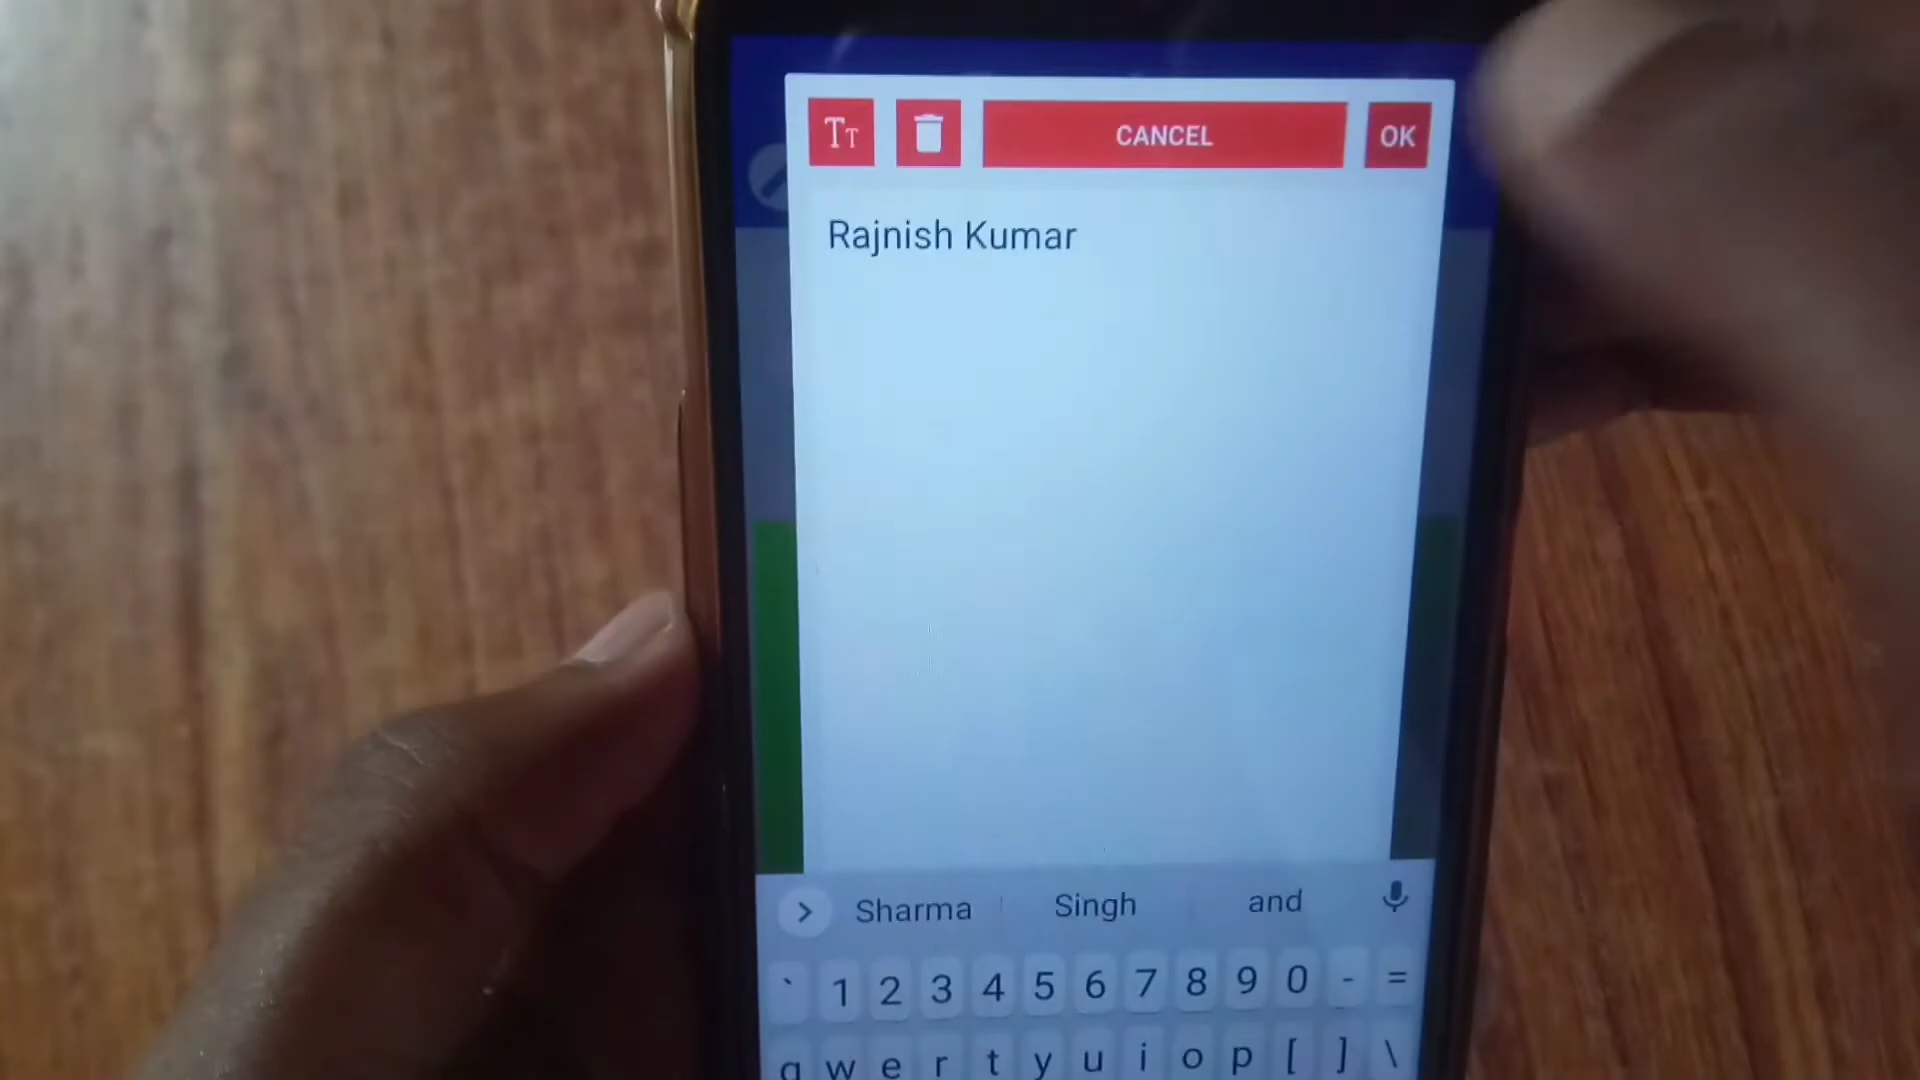 Tт CANCEL OK
Rajnish Kumar
> Sharma Singh and
` 1 2 3 4 5 6 7 8 9 0 - =
q w e r t y u i o p [ ] \